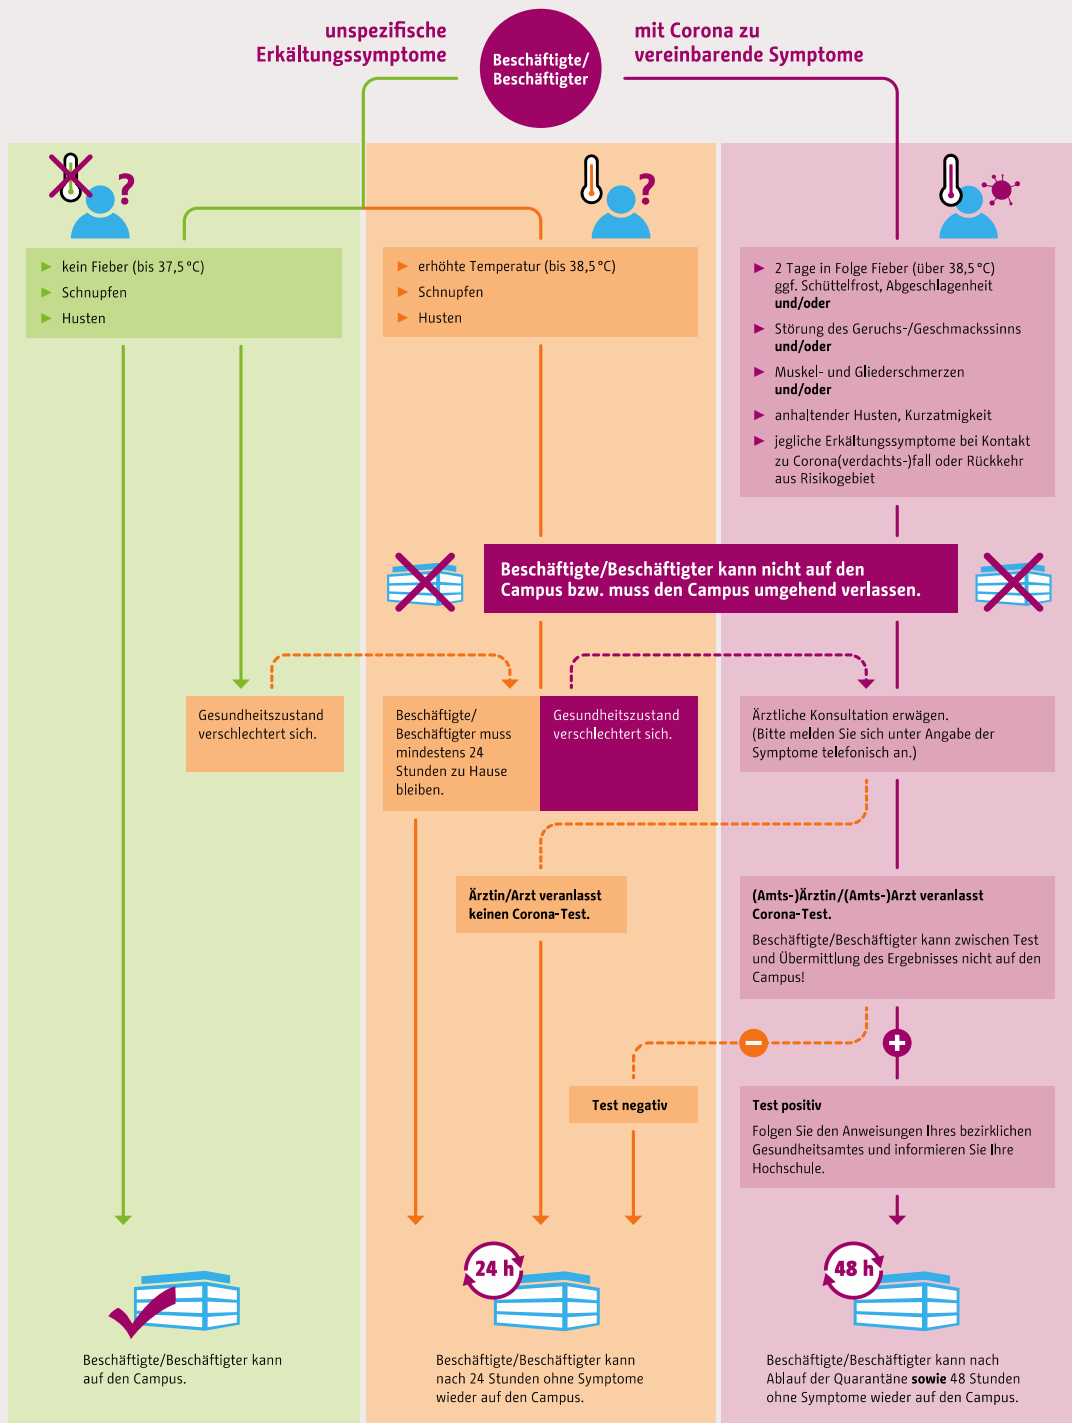 unspezifische
Erkältungssymptome
Beschäftigte/
Beschäftigter
mit Corona zu
vereinbarende Symptome
?
kein Fieber (bis 37,5 °C)
Schnupfen
Husten
?
erhöhte Temperatur (bis 38,5 °C)
Schnupfen
Husten
2 Tage in Folge Fieber (über 38,5 °C)
ggf. Schüttelfrost, Abgeschlagenheit
und/oder
Störung des Geruchs-/Geschmackssinns
und/oder
Muskel- und Gliederschmerzen
und/oder
anhaltender Husten, Kurzatmigkeit
jegliche Erkältungssymptome bei Kontakt
zu Corona(verdachts-)fall oder Rückkehr
aus Risikogebiet
Beschäftigte/Beschäftigter kann nicht auf den
Campus bzw. muss den Campus umgehend verlassen.
Gesundheitszustand
verschlechtert sich.
Beschäftigte/
Beschäftigter muss
mindestens 24
Stunden zu Hause
bleiben.
Gesundheitszustand
verschlechtert sich.
Ärztliche Konsultation erwägen.
(Bitte melden Sie sich unter Angabe der
Symptome telefonisch an.)
Ärztin/Arzt veranlasst
keinen Corona-Test.
(Amts-)Ärztin/(Amts-)Arzt veranlasst
Corona-Test.
Beschäftigte/Beschäftigter kann zwischen Test
und Übermittlung des Ergebnisses nicht auf den
Campus!
−
+
Test negativ
Test positiv
Folgen Sie den Anweisungen Ihres bezirklichen
Gesundheitsamtes und informieren Sie Ihre
Hochschule.
Beschäftigte/Beschäftigter kann
auf den Campus.
24 h
Beschäftigte/Beschäftigter kann
nach 24 Stunden ohne Symptome
wieder auf den Campus.
48 h
Beschäftigte/Beschäftigter kann nach
Ablauf der Quarantäne sowie 48 Stunden
ohne Symptome wieder auf den Campus.